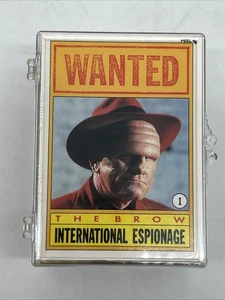 WANTED
1
THE BROW
INTERNATIONAL ESPIONAGE